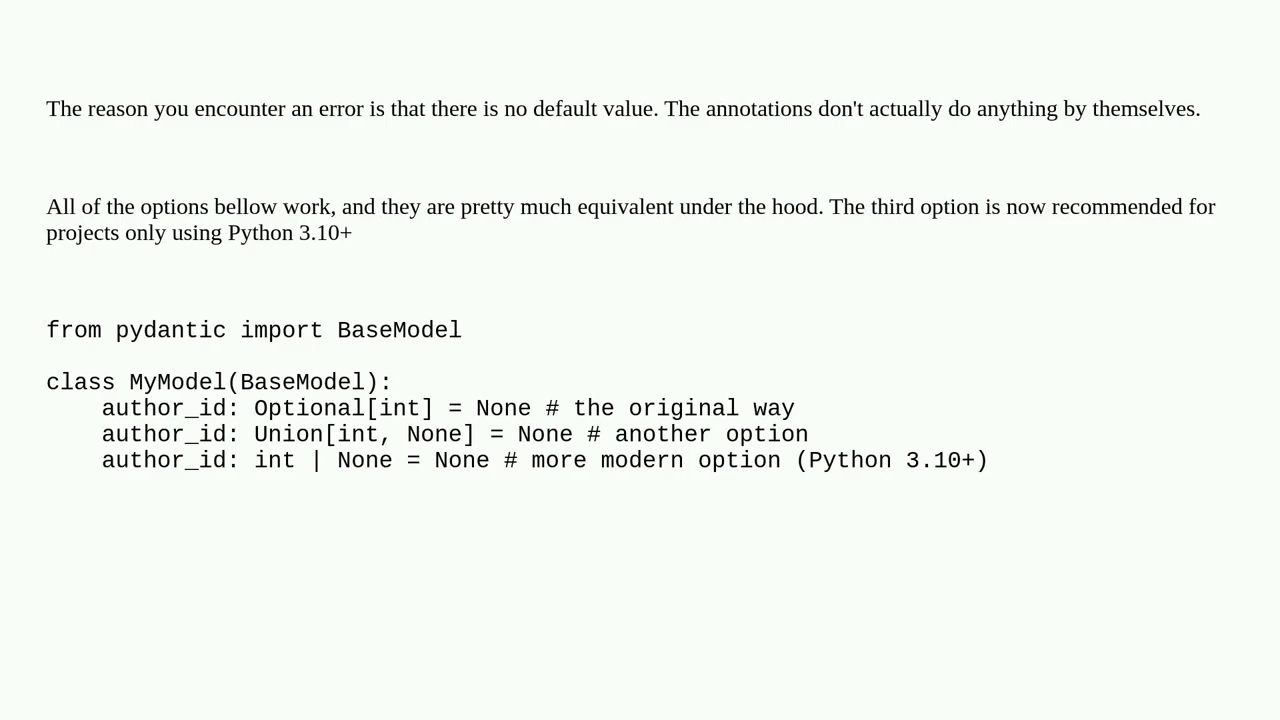 The reason you encounter an error is that there is no default value. The annotations don't actually do anything by themselves.
All of the options bellow work, and they are pretty much equivalent under the hood. The third option is now recommended for
projects only using Python 3.10+
from pydantic import BaseModel
class MyModel(BaseModel):
    author_id: Optional[int] = None # the original way
    author_id: Union[int, None] = None # another option
    author_id: int | None = None # more modern option (Python 3.10+)